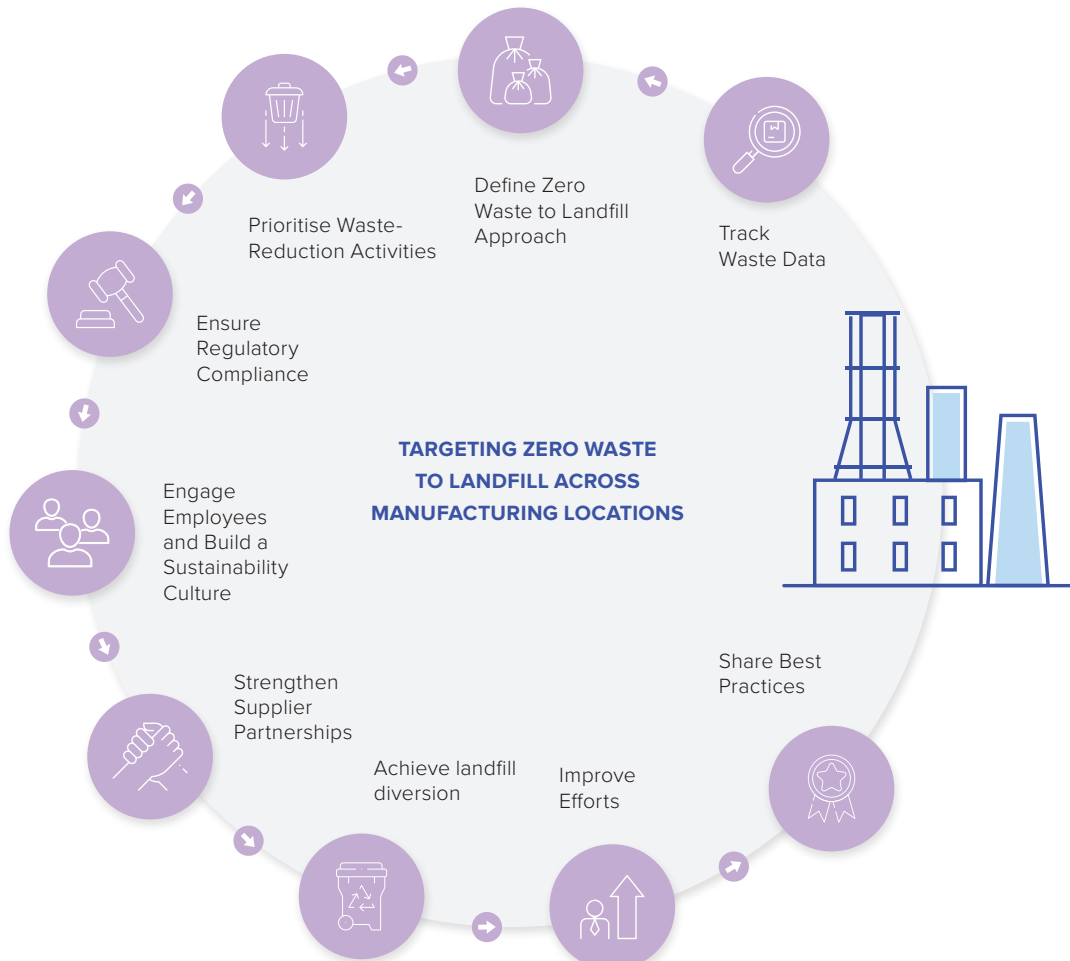 Define Zero
Waste to Landfill
Approach
Prioritise Waste-
Reduction Activities
Track
Waste Data
Ensure
Regulatory
Compliance
TARGETING ZERO WASTE
TO LANDFILL ACROSS
MANUFACTURING LOCATIONS
Engage
Employees
and Build a
Sustainability
Culture
Share Best
Practices
Strengthen
Supplier
Partnerships
Achieve landfill
diversion
Improve
Efforts